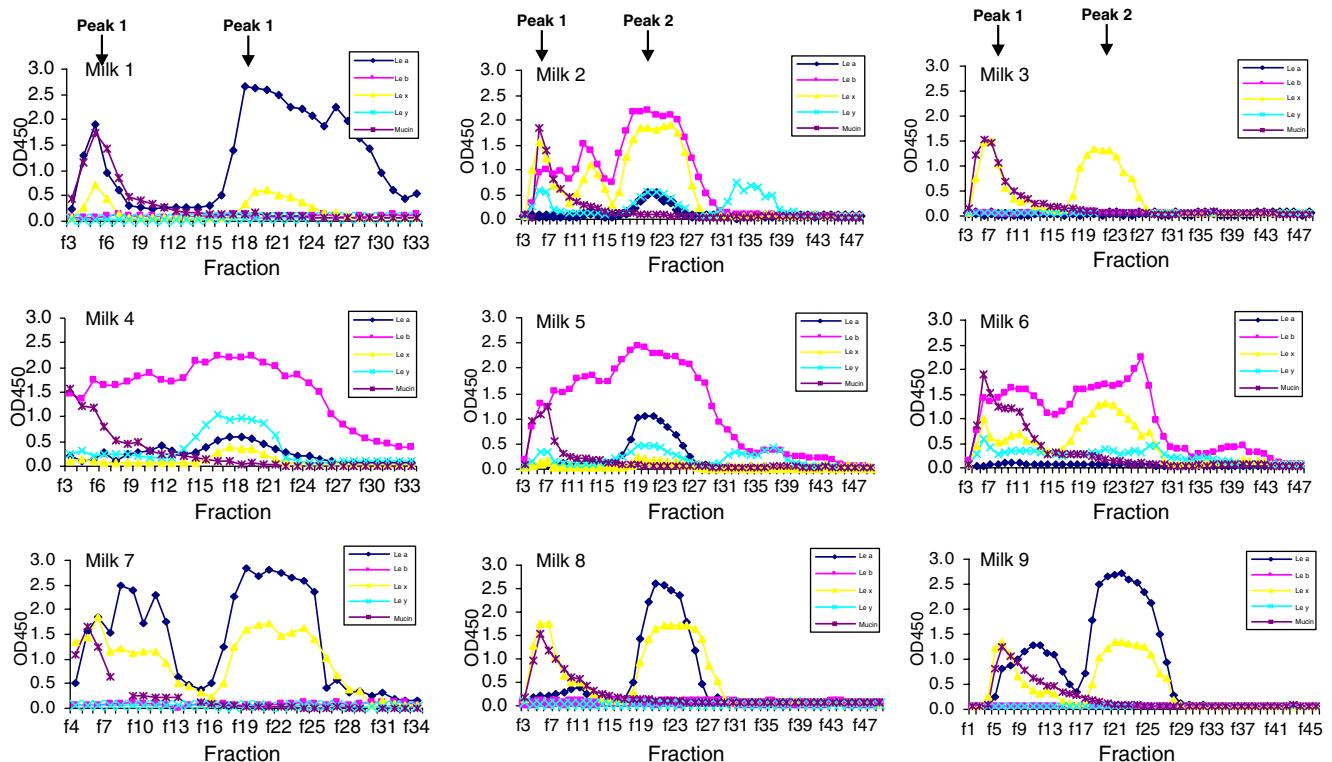 Peak 1 Peak 1
Milk 1
3.0
2.5
2.0
1.5
1.0
0.5
0.0
OD450
f3 f6 f9 f12 f15 f18 f21 f24 f27 f30 f33
Fraction
Le a
Le b
Le x
Le y
Mucin
Peak 1 Peak 2
Milk 2
3.0
2.5
2.0
1.5
1.0
0.5
0.0
OD450
f3 f7 f11 f15 f19 f23 f27 f31 f35 f39 f43 f47
Fraction
Le a
Le b
Le x
Le y
Mucin
Peak 1 Peak 2
Milk 3
3.0
2.5
2.0
1.5
1.0
0.5
0.0
OD450
f3 f7 f11 f15 f19 f23 f27 f31 f35 f39 f43 f47
Fraction
Le a
Le b
Le x
Le y
Mucin
Milk 4
3.0
2.5
2.0
1.5
1.0
0.5
0.0
OD450
f3 f6 f9 f12 f15 f18 f21 f24 f27 f30 f33
Fraction
Le a
Le b
Le x
Le y
Mucin
Milk 5
3.0
2.5
2.0
1.5
1.0
0.5
0.0
OD450
f3 f7 f11 f15 f19 f23 f27 f31 f35 f39 f43 f47
Fraction
Le a
Le b
Le x
Le y
Mucin
Milk 6
3.0
2.5
2.0
1.5
1.0
0.5
0.0
OD450
f3 f7 f11 f15 f19 f23 f27 f31 f35 f39 f43 f47
Fraction
Le a
Le b
Le x
Le y
Mucin
Milk 7
3.0
2.5
2.0
1.5
1.0
0.5
0.0
OD450
f4 f7 f10 f13 f16 f19 f22 f25 f28 f31 f34
Fraction
Le a
Le b
Le x
Le y
Mucin
Milk 8
3.0
2.5
2.0
1.5
1.0
0.5
0.0
OD450
f3 f7 f11 f15 f19 f23 f27 f31 f35 f39 f43 f47
Fraction
Le a
Le b
Le x
Le y
Mucin
Milk 9
3.0
2.5
2.0
1.5
1.0
0.5
0.0
OD450
f1 f5 f9 f13 f17 f21 f25 f29 f33 f37 f41 f45
Fraction
Le a
Le b
Le x
Le y
Mucin